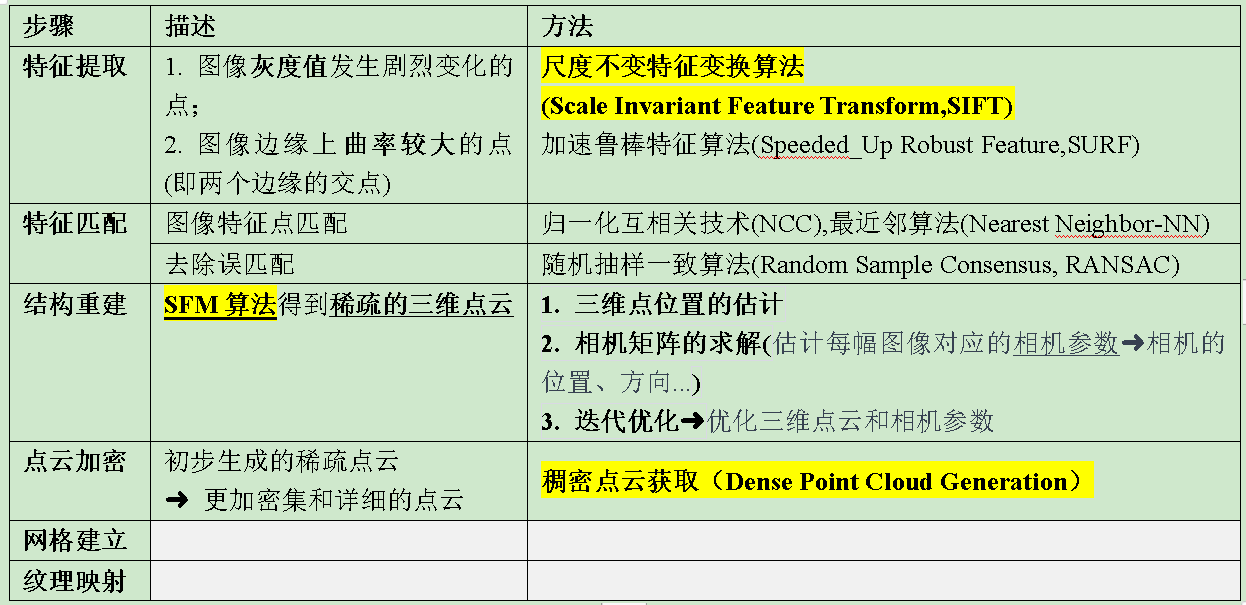 步骤 描述 方法
特征提取
1. 图像灰度值发生剧烈变化的
点；
2. 图像边缘上曲率较大的点
(即两个边缘的交点)
尺度不变特征变换算法
(Scale Invariant Feature Transform,SIFT)
加速鲁棒特征算法(Speeded_Up Robust Feature,SURF)
特征匹配
图像特征点匹配
归一化互相关技术(NCC),最近邻算法(Nearest Neighbor-NN)
去除误匹配
随机抽样一致算法(Random Sample Consensus, RANSAC)
结构重建
SFM 算法得到稀疏的三维点云
1. 三维点位置的估计
2. 相机矩阵的求解(估计每幅图像对应的相机参数➔相机的
位置、方向...)
3. 迭代优化➔优化三维点云和相机参数
点云加密
初步生成的稀疏点云
➔ 更加密集和详细的点云
稠密点云获取（Dense Point Cloud Generation）
网格建立
纹理映射